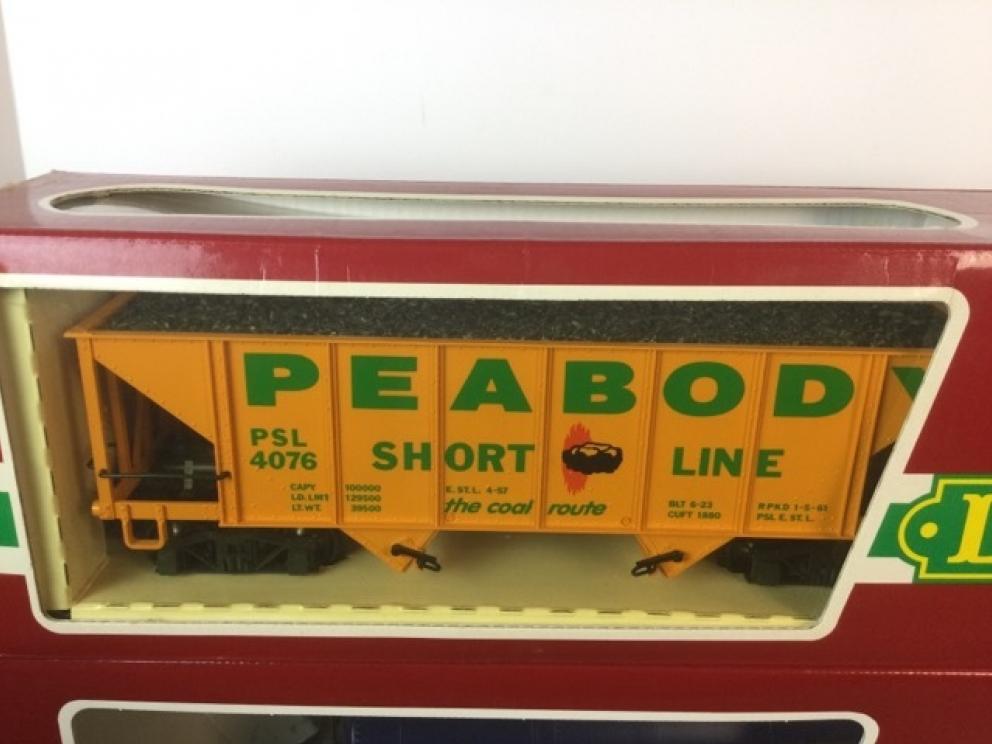 PEABODY
PSL
4076
SHORT LINE
CAPY. 100000
LD. LMT 129500
LT. WT. 39500
E. ST. L. 4-57
the coal route
BLT 6-23
CUFT 1880
RPKD 1-5-61
PSL E. ST. L.